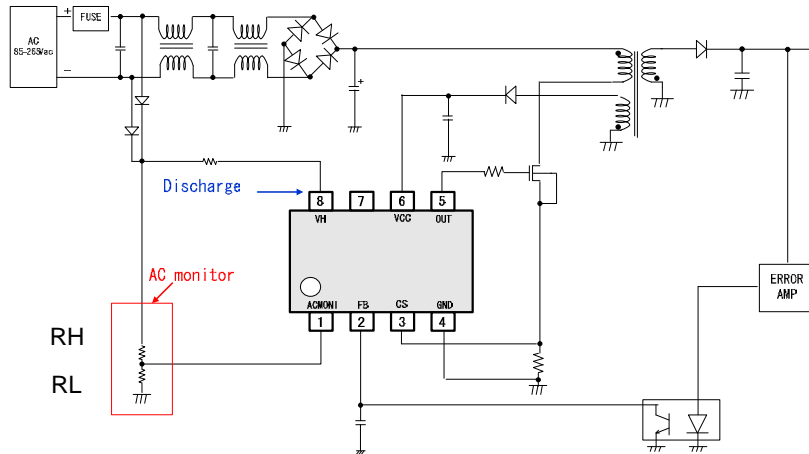 +
FUSE
AC
85-265Vac
−
+
Discharge
8
7
6
5
VH
VCC
OUT
AC monitor
ERROR
AMP
ACMONI
FB
CS
GND
1
2
3
4
RH
RL